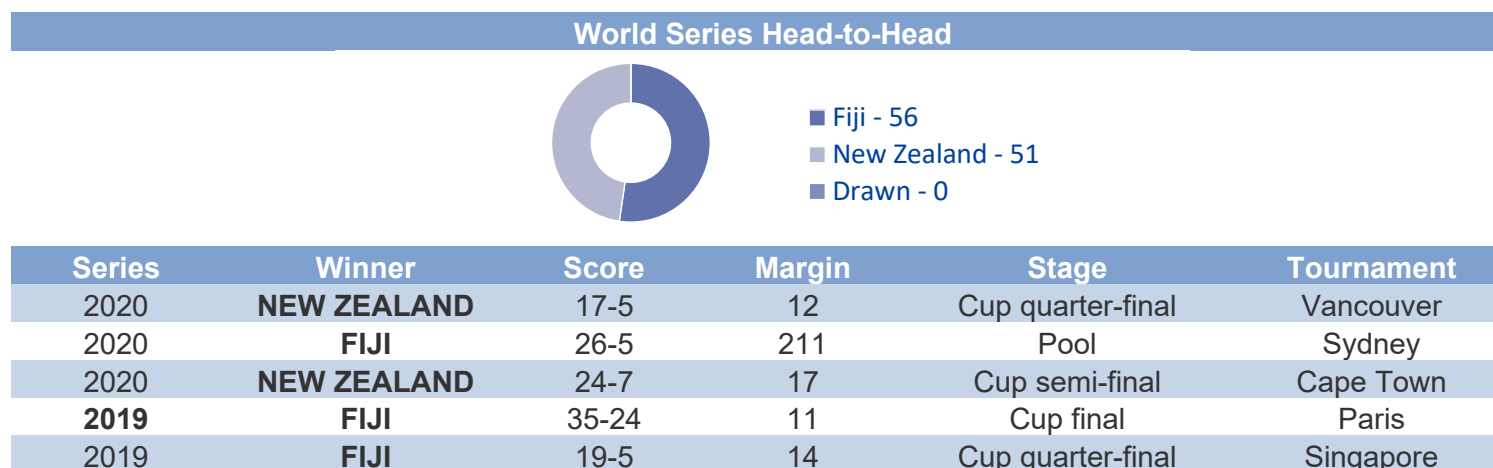 World Series Head-to-Head
Fiji - 56
New Zealand - 51
Drawn - 0
Series Winner Score Margin Stage Tournament
2020 NEW ZEALAND 17-5 12 Cup quarter-final Vancouver
2020 FIJI 26-5 211 Pool Sydney
2020 NEW ZEALAND 24-7 17 Cup semi-final Cape Town
2019 FIJI 35-24 11 Cup final Paris
2019 FIJI 19-5 14 Cup quarter-final Singapore